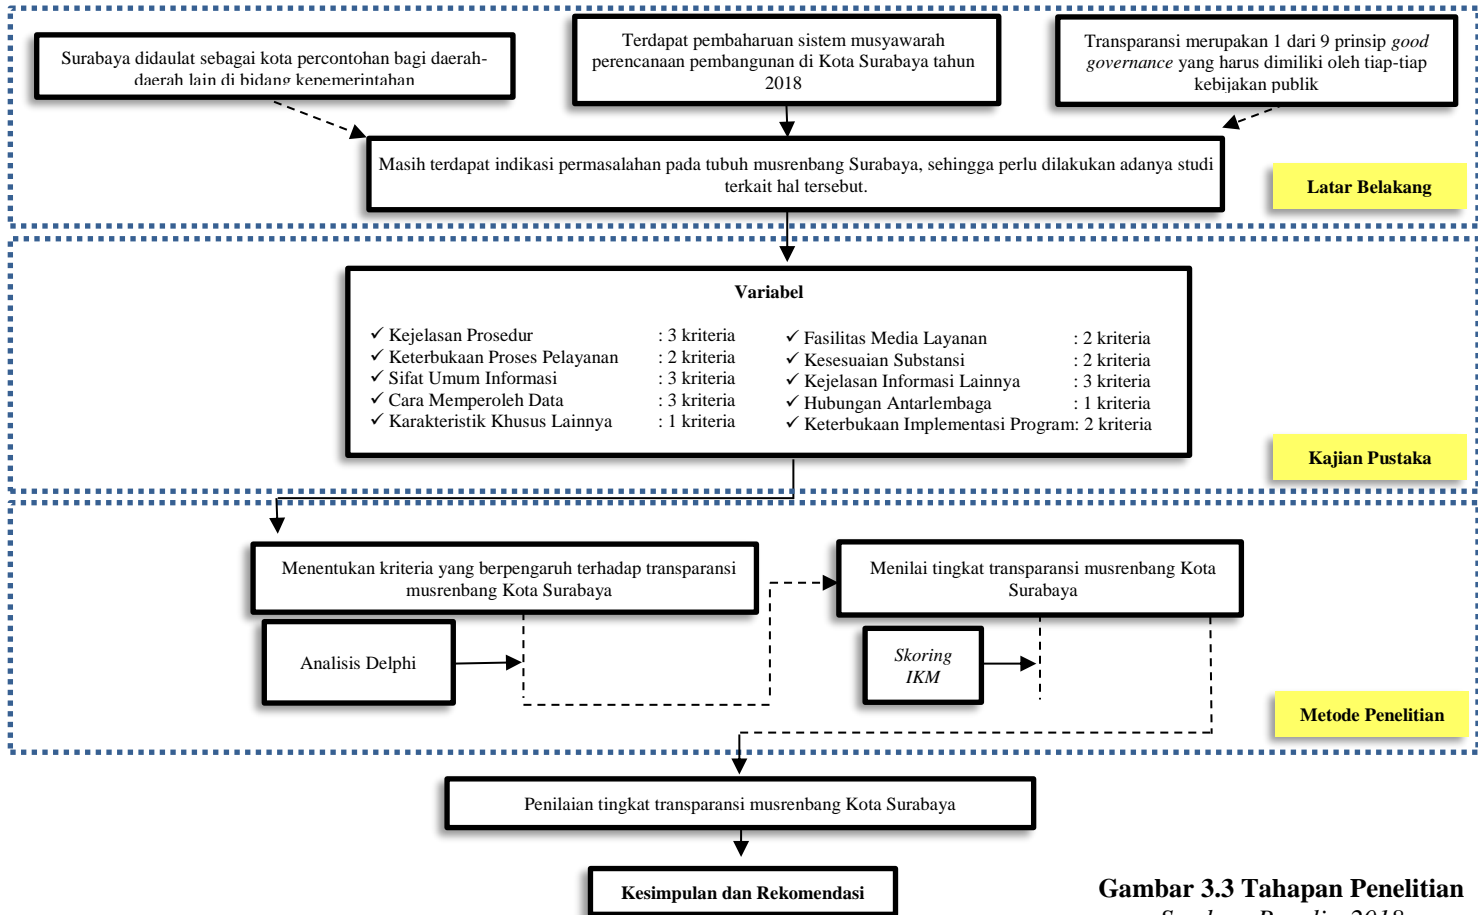 Surabaya didaulat sebagai kota percontohan bagi daerah-
daerah lain di bidang kepemerintahan
Terdapat pembaharuan sistem musyawarah
perencanaan pembangunan di Kota Surabaya tahun
2018
Transparansi merupakan 1 dari 9 prinsip good
governance yang harus dimiliki oleh tiap-tiap
kebijakan publik
Masih terdapat indikasi permasalahan pada tubuh musrenbang Surabaya, sehingga perlu dilakukan adanya studi
terkait hal tersebut.
Latar Belakang
Variabel
✓ Kejelasan Prosedur : 3 kriteria
✓ Keterbukaan Proses Pelayanan : 2 kriteria
✓ Sifat Umum Informasi : 3 kriteria
✓ Cara Memperoleh Data : 3 kriteria
✓ Karakteristik Khusus Lainnya : 1 kriteria
✓ Fasilitas Media Layanan : 2 kriteria
✓ Kesesuaian Substansi : 2 kriteria
✓ Kejelasan Informasi Lainnya : 3 kriteria
✓ Hubungan Antarlembaga : 1 kriteria
✓ Keterbukaan Implementasi Program: 2 kriteria
Kajian Pustaka
Menentukan kriteria yang berpengaruh terhadap transparansi
musrenbang Kota Surabaya
Menilai tingkat transparansi musrenbang Kota
Surabaya
Analisis Delphi
Skoring
IKM
Metode Penelitian
Penilaian tingkat transparansi musrenbang Kota Surabaya
Kesimpulan dan Rekomendasi
Gambar 3.3 Tahapan Penelitian
2018